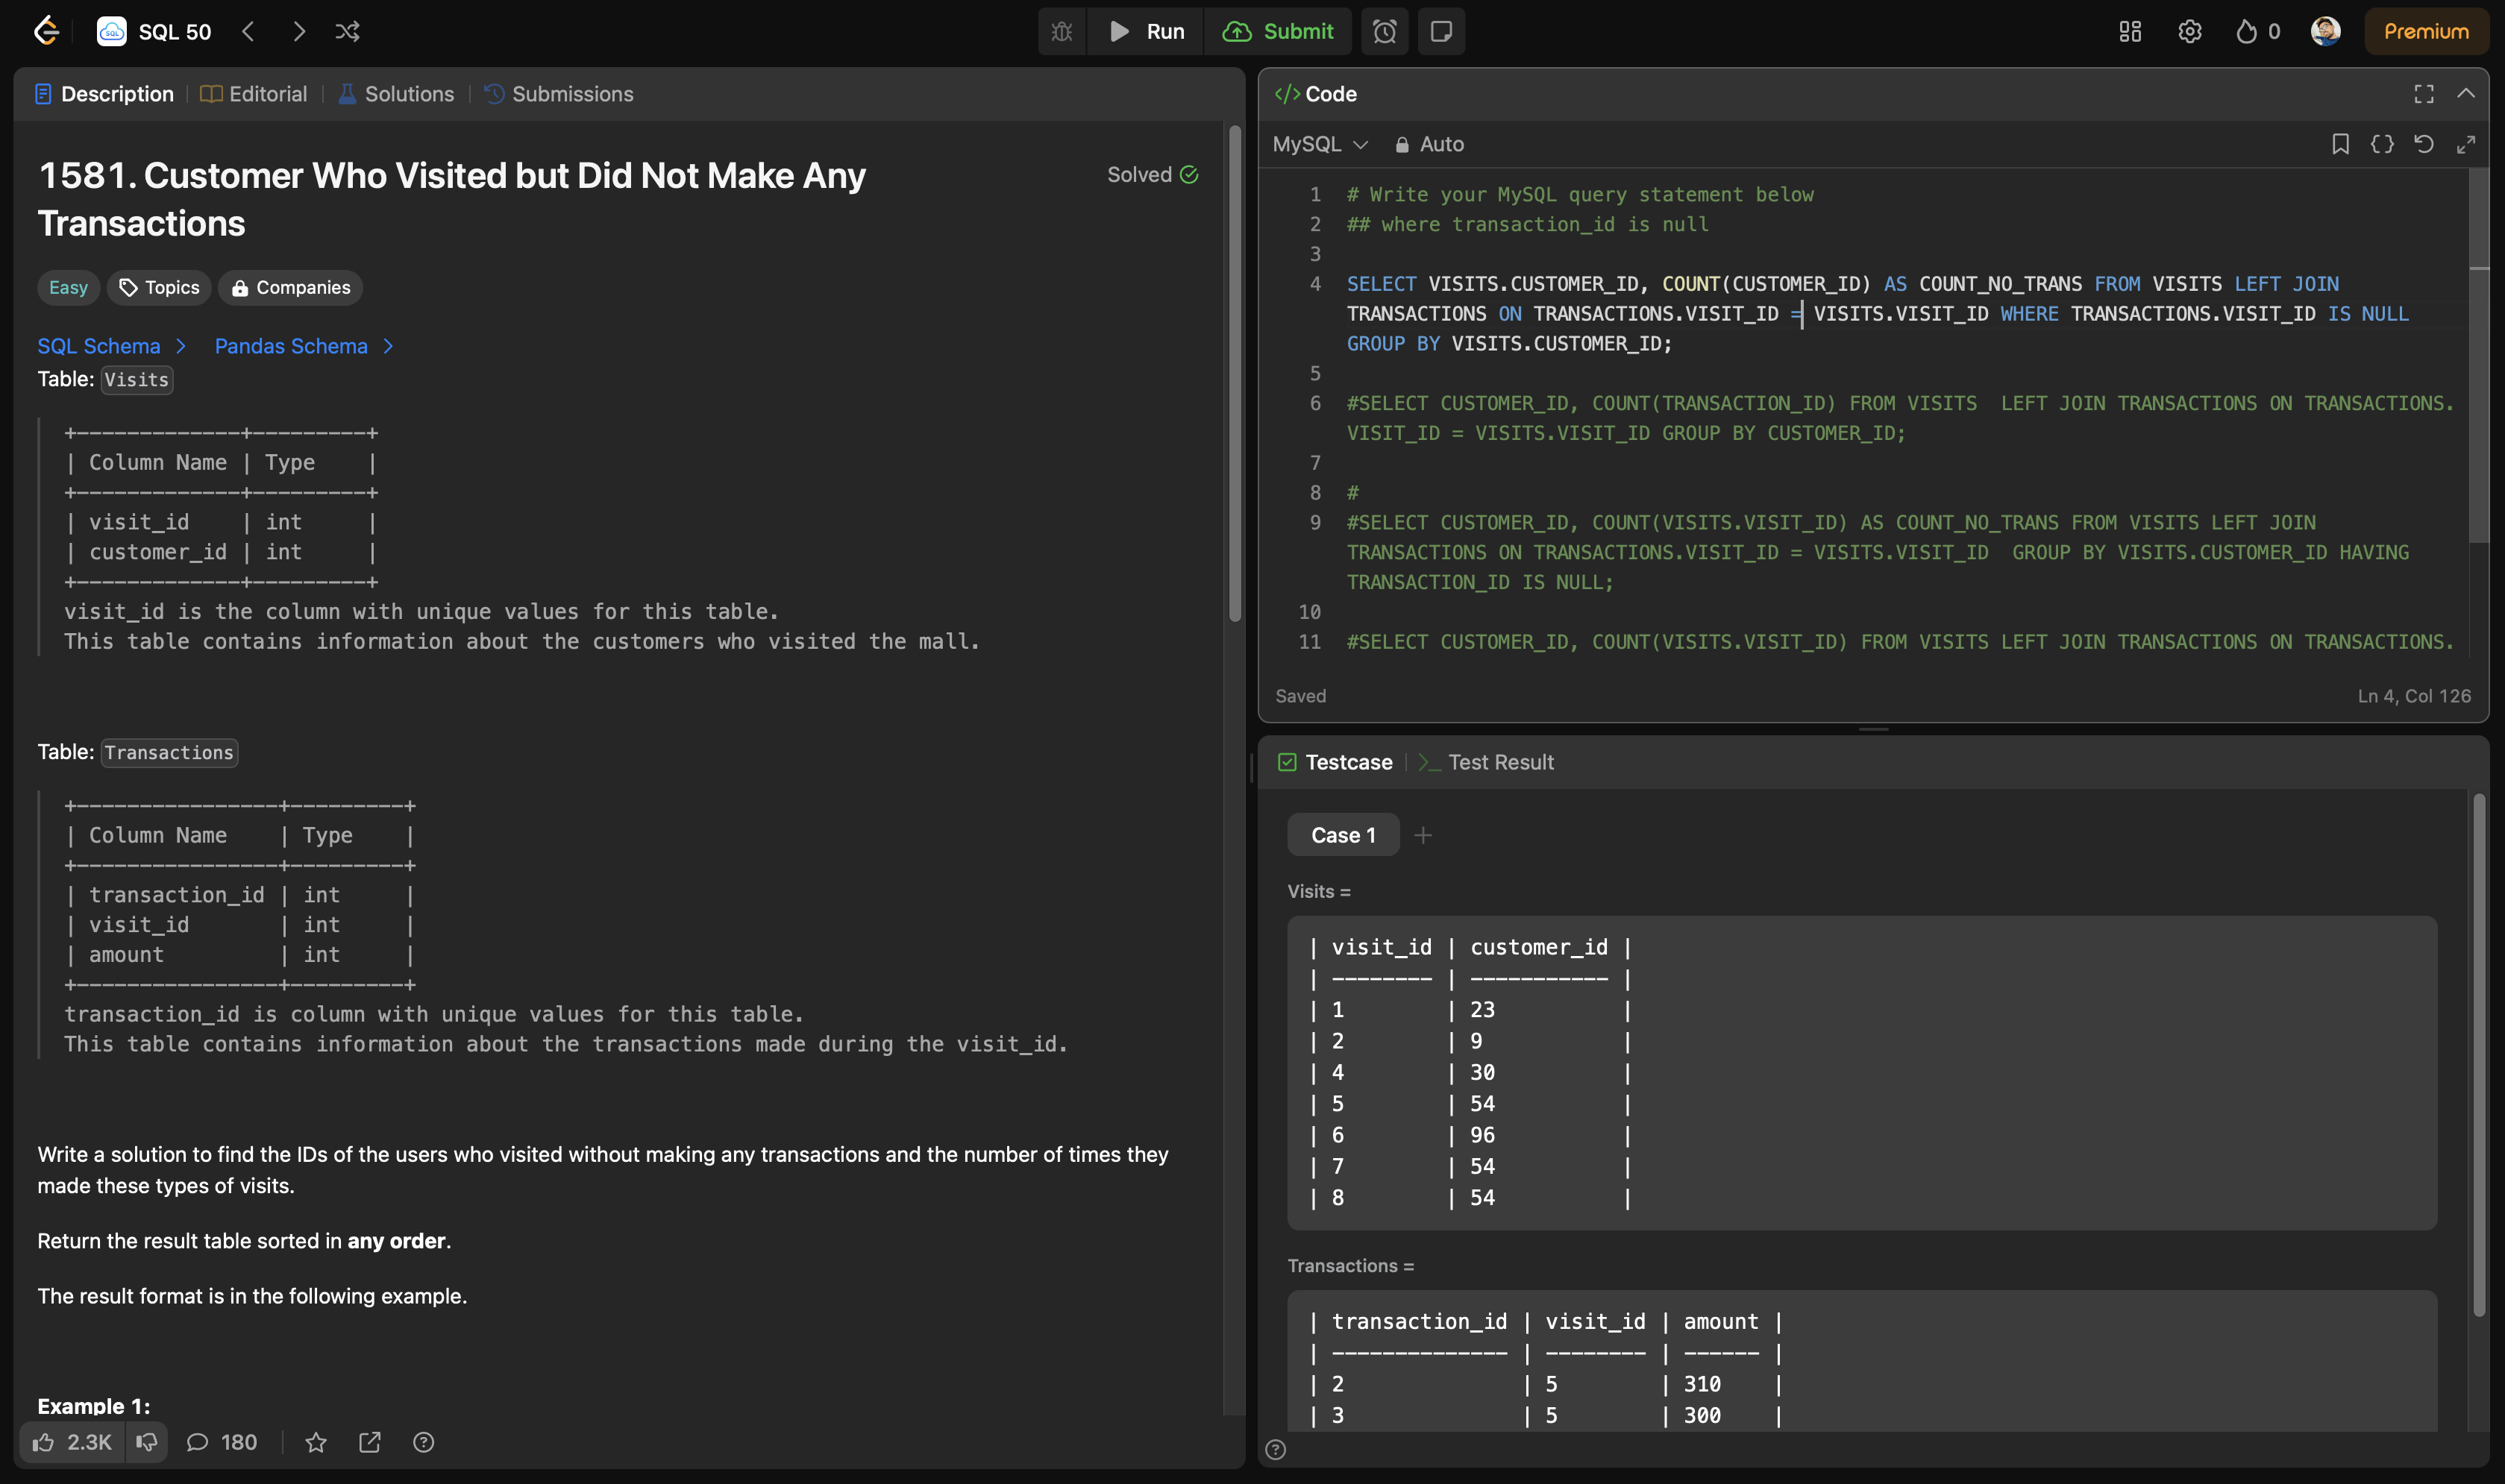 SQL 50
Run
Submit
0
Premium
Description
Editorial
Solutions
Submissions
1581. Customer Who Visited but Did Not Make Any
Transactions
Solved
Easy
Topics
Companies
SQL Schema
Pandas Schema
Table: Visits
+-------------+---------+
| Column Name | Type    |
+-------------+---------+
| visit_id    | int     |
| customer_id | int     |
+-------------+---------+
visit_id is the column with unique values for this table.
This table contains information about the customers who visited the mall.
Table: Transactions
+----------------+---------+
| Column Name    | Type    |
+----------------+---------+
| transaction_id | int     |
| visit_id       | int     |
| amount         | int     |
+----------------+---------+
transaction_id is column with unique values for this table.
This table contains information about the transactions made during the visit_id.
Write a solution to find the IDs of the users who visited without making any transactions and the number of times they
made these types of visits.
Return the result table sorted in any order.
The result format is in the following example.
Example 1:
2.3K
180
</> Code
MySQL
Auto
1 # Write your MySQL query statement below
2 ## where transaction_id is null
3
4 SELECT VISITS.CUSTOMER_ID, COUNT(CUSTOMER_ID) AS COUNT_NO_TRANS FROM VISITS LEFT JOIN
TRANSACTIONS ON TRANSACTIONS.VISIT_ID = VISITS.VISIT_ID WHERE TRANSACTIONS.VISIT_ID IS NULL
GROUP BY VISITS.CUSTOMER_ID;
5
6 #SELECT CUSTOMER_ID, COUNT(TRANSACTION_ID) FROM VISITS  LEFT JOIN TRANSACTIONS ON TRANSACTIONS.
VISIT_ID = VISITS.VISIT_ID GROUP BY CUSTOMER_ID;
7
8 #
9 #SELECT CUSTOMER_ID, COUNT(VISITS.VISIT_ID) AS COUNT_NO_TRANS FROM VISITS LEFT JOIN
TRANSACTIONS ON TRANSACTIONS.VISIT_ID = VISITS.VISIT_ID  GROUP BY VISITS.CUSTOMER_ID HAVING
TRANSACTION_ID IS NULL;
10
11 #SELECT CUSTOMER_ID, COUNT(VISITS.VISIT_ID) FROM VISITS LEFT JOIN TRANSACTIONS ON TRANSACTIONS.
Saved
Ln 4, Col 126
Testcase
Test Result
Case 1
Visits =
| visit_id | customer_id |
| -------- | ----------- |
| 1        | 23          |
| 2        | 9           |
| 4        | 30          |
| 5        | 54          |
| 6        | 96          |
| 7        | 54          |
| 8        | 54          |
Transactions =
| transaction_id | visit_id | amount |
| -------------- | -------- | ------ |
| 2              | 5        | 310    |
| 3              | 5        | 300    |